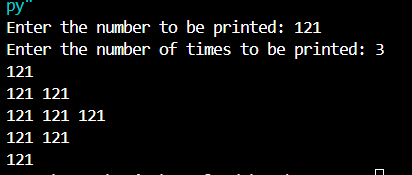 py"
Enter the number to be printed: 121
Enter the number of times to be printed: 3
121
121 121
121 121 121
121 121
121